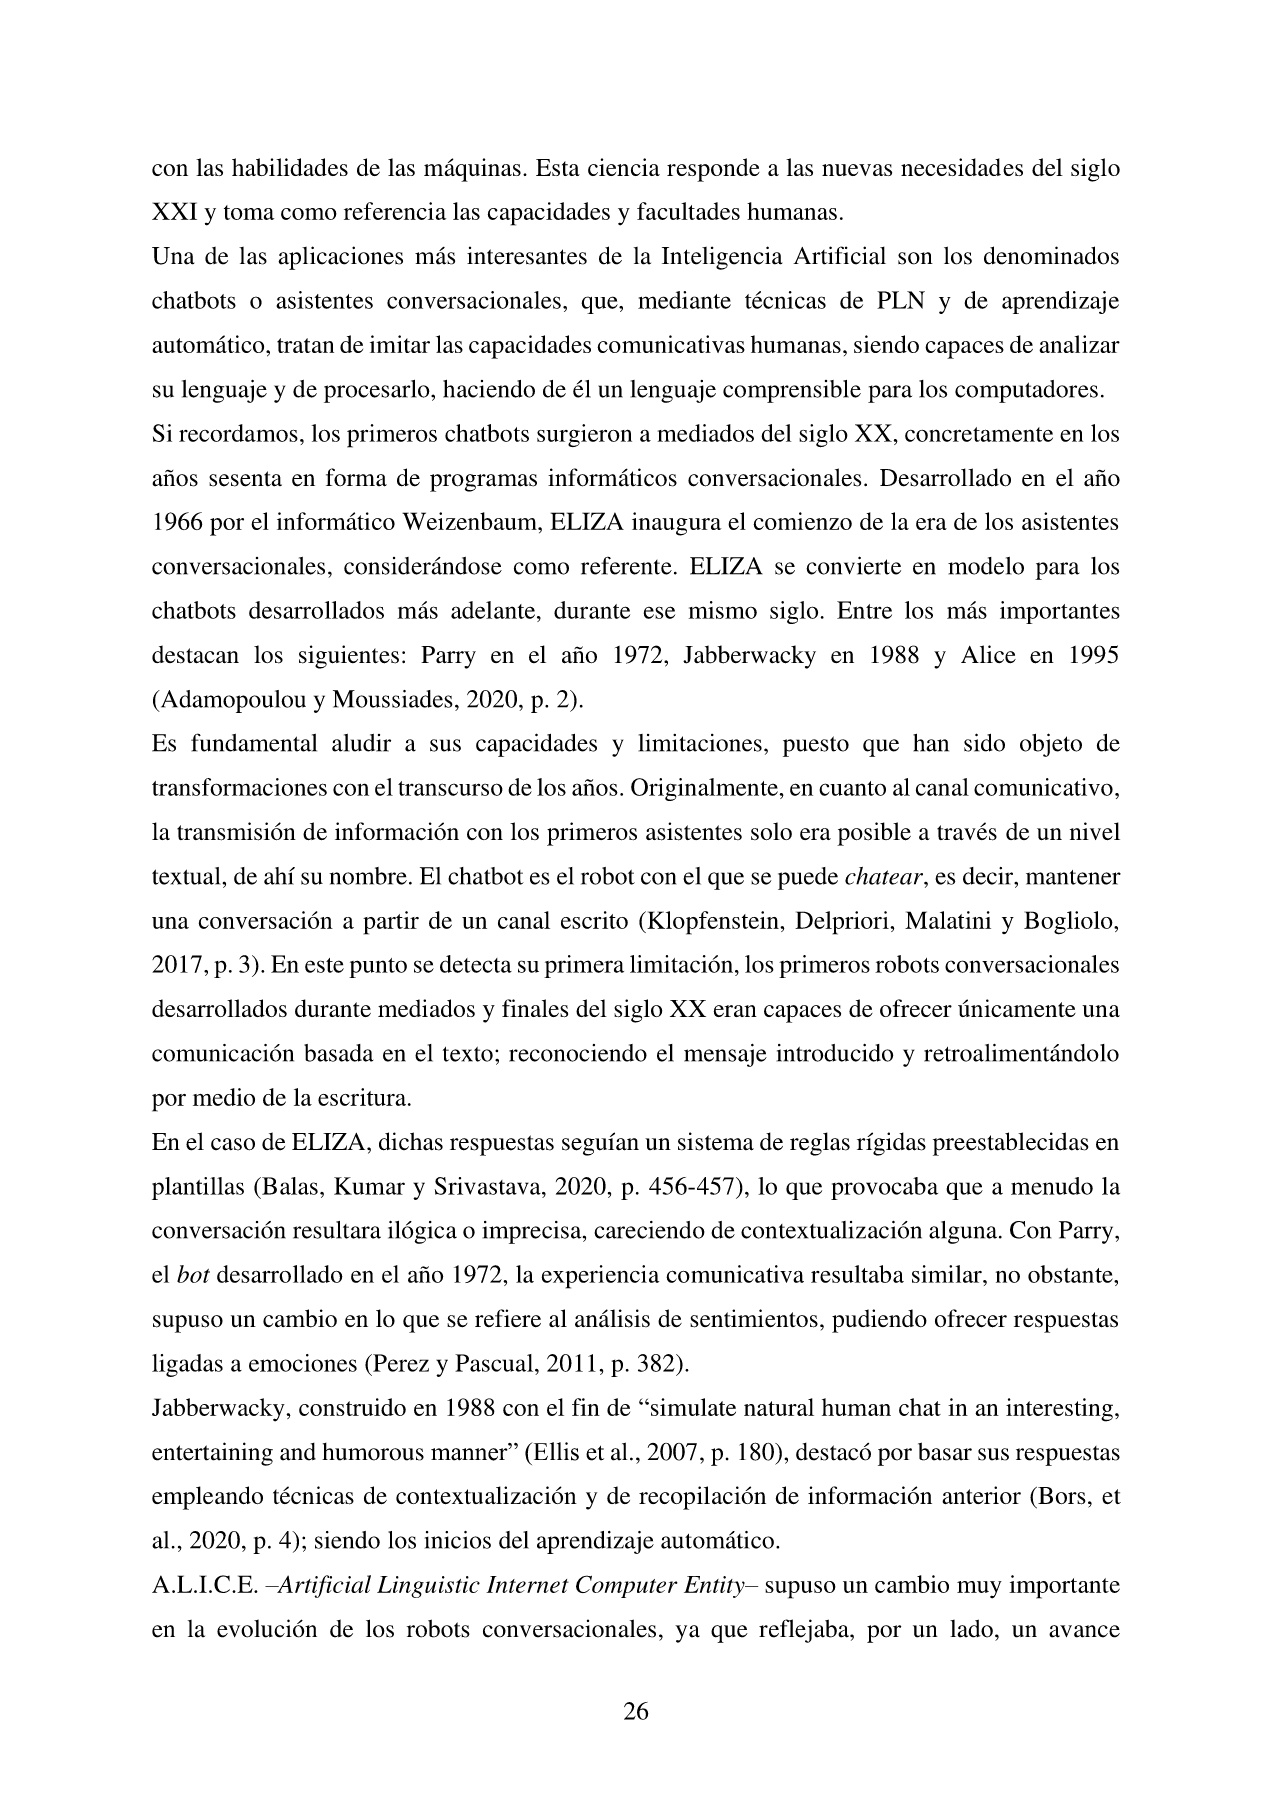 con las habilidades de las máquinas. Esta ciencia responde a las nuevas necesidades del siglo
XXI y toma como referencia las capacidades y facultades humanas.
Una de las aplicaciones más interesantes de la Inteligencia Artificial son los denominados
chatbots o asistentes conversacionales, que, mediante técnicas de PLN y de aprendizaje
automático, tratan de imitar las capacidades comunicativas humanas, siendo capaces de analizar
su lenguaje y de procesarlo, haciendo de él un lenguaje comprensible para los computadores.
Si recordamos, los primeros chatbots surgieron a mediados del siglo XX, concretamente en los
años sesenta en forma de programas informáticos conversacionales. Desarrollado en el año
1966 por el informático Weizenbaum, ELIZA inaugura el comienzo de la era de los asistentes
conversacionales, considerándose como referente. ELIZA se convierte en modelo para los
chatbots desarrollados más adelante, durante ese mismo siglo. Entre los más importantes
destacan los siguientes: Parry en el año 1972, Jabberwacky en 1988 y Alice en 1995
(Adamopoulou y Moussiades, 2020, p. 2).
Es fundamental aludir a sus capacidades y limitaciones, puesto que han sido objeto de
transformaciones con el transcurso de los años. Originalmente, en cuanto al canal comunicativo,
la transmisión de información con los primeros asistentes solo era posible a través de un nivel
textual, de ahí su nombre. El chatbot es el robot con el que se puede chatear, es decir, mantener
una conversación a partir de un canal escrito (Klopfenstein, Delpriori, Malatini y Bogliolo,
2017, p. 3). En este punto se detecta su primera limitación, los primeros robots conversacionales
desarrollados durante mediados y finales del siglo XX eran capaces de ofrecer únicamente una
comunicación basada en el texto; reconociendo el mensaje introducido y retroalimentándolo
por medio de la escritura.
En el caso de ELIZA, dichas respuestas seguían un sistema de reglas rígidas preestablecidas en
plantillas (Balas, Kumar y Srivastava, 2020, p. 456-457), lo que provocaba que a menudo la
conversación resultara ilógica o imprecisa, careciendo de contextualización alguna. Con Parry,
el bot desarrollado en el año 1972, la experiencia comunicativa resultaba similar, no obstante,
supuso un cambio en lo que se refiere al análisis de sentimientos, pudiendo ofrecer respuestas
ligadas a emociones (Perez y Pascual, 2011, p. 382).
Jabberwacky, construido en 1988 con el fin de “simulate natural human chat in an interesting,
entertaining and humorous manner” (Ellis et al., 2007, p. 180), destacó por basar sus respuestas
empleando técnicas de contextualización y de recopilación de información anterior (Bors, et
al., 2020, p. 4); siendo los inicios del aprendizaje automático.
A.L.I.C.E. –Artificial Linguistic Internet Computer Entity– supuso un cambio muy importante
en la evolución de los robots conversacionales, ya que reflejaba, por un lado, un avance
26